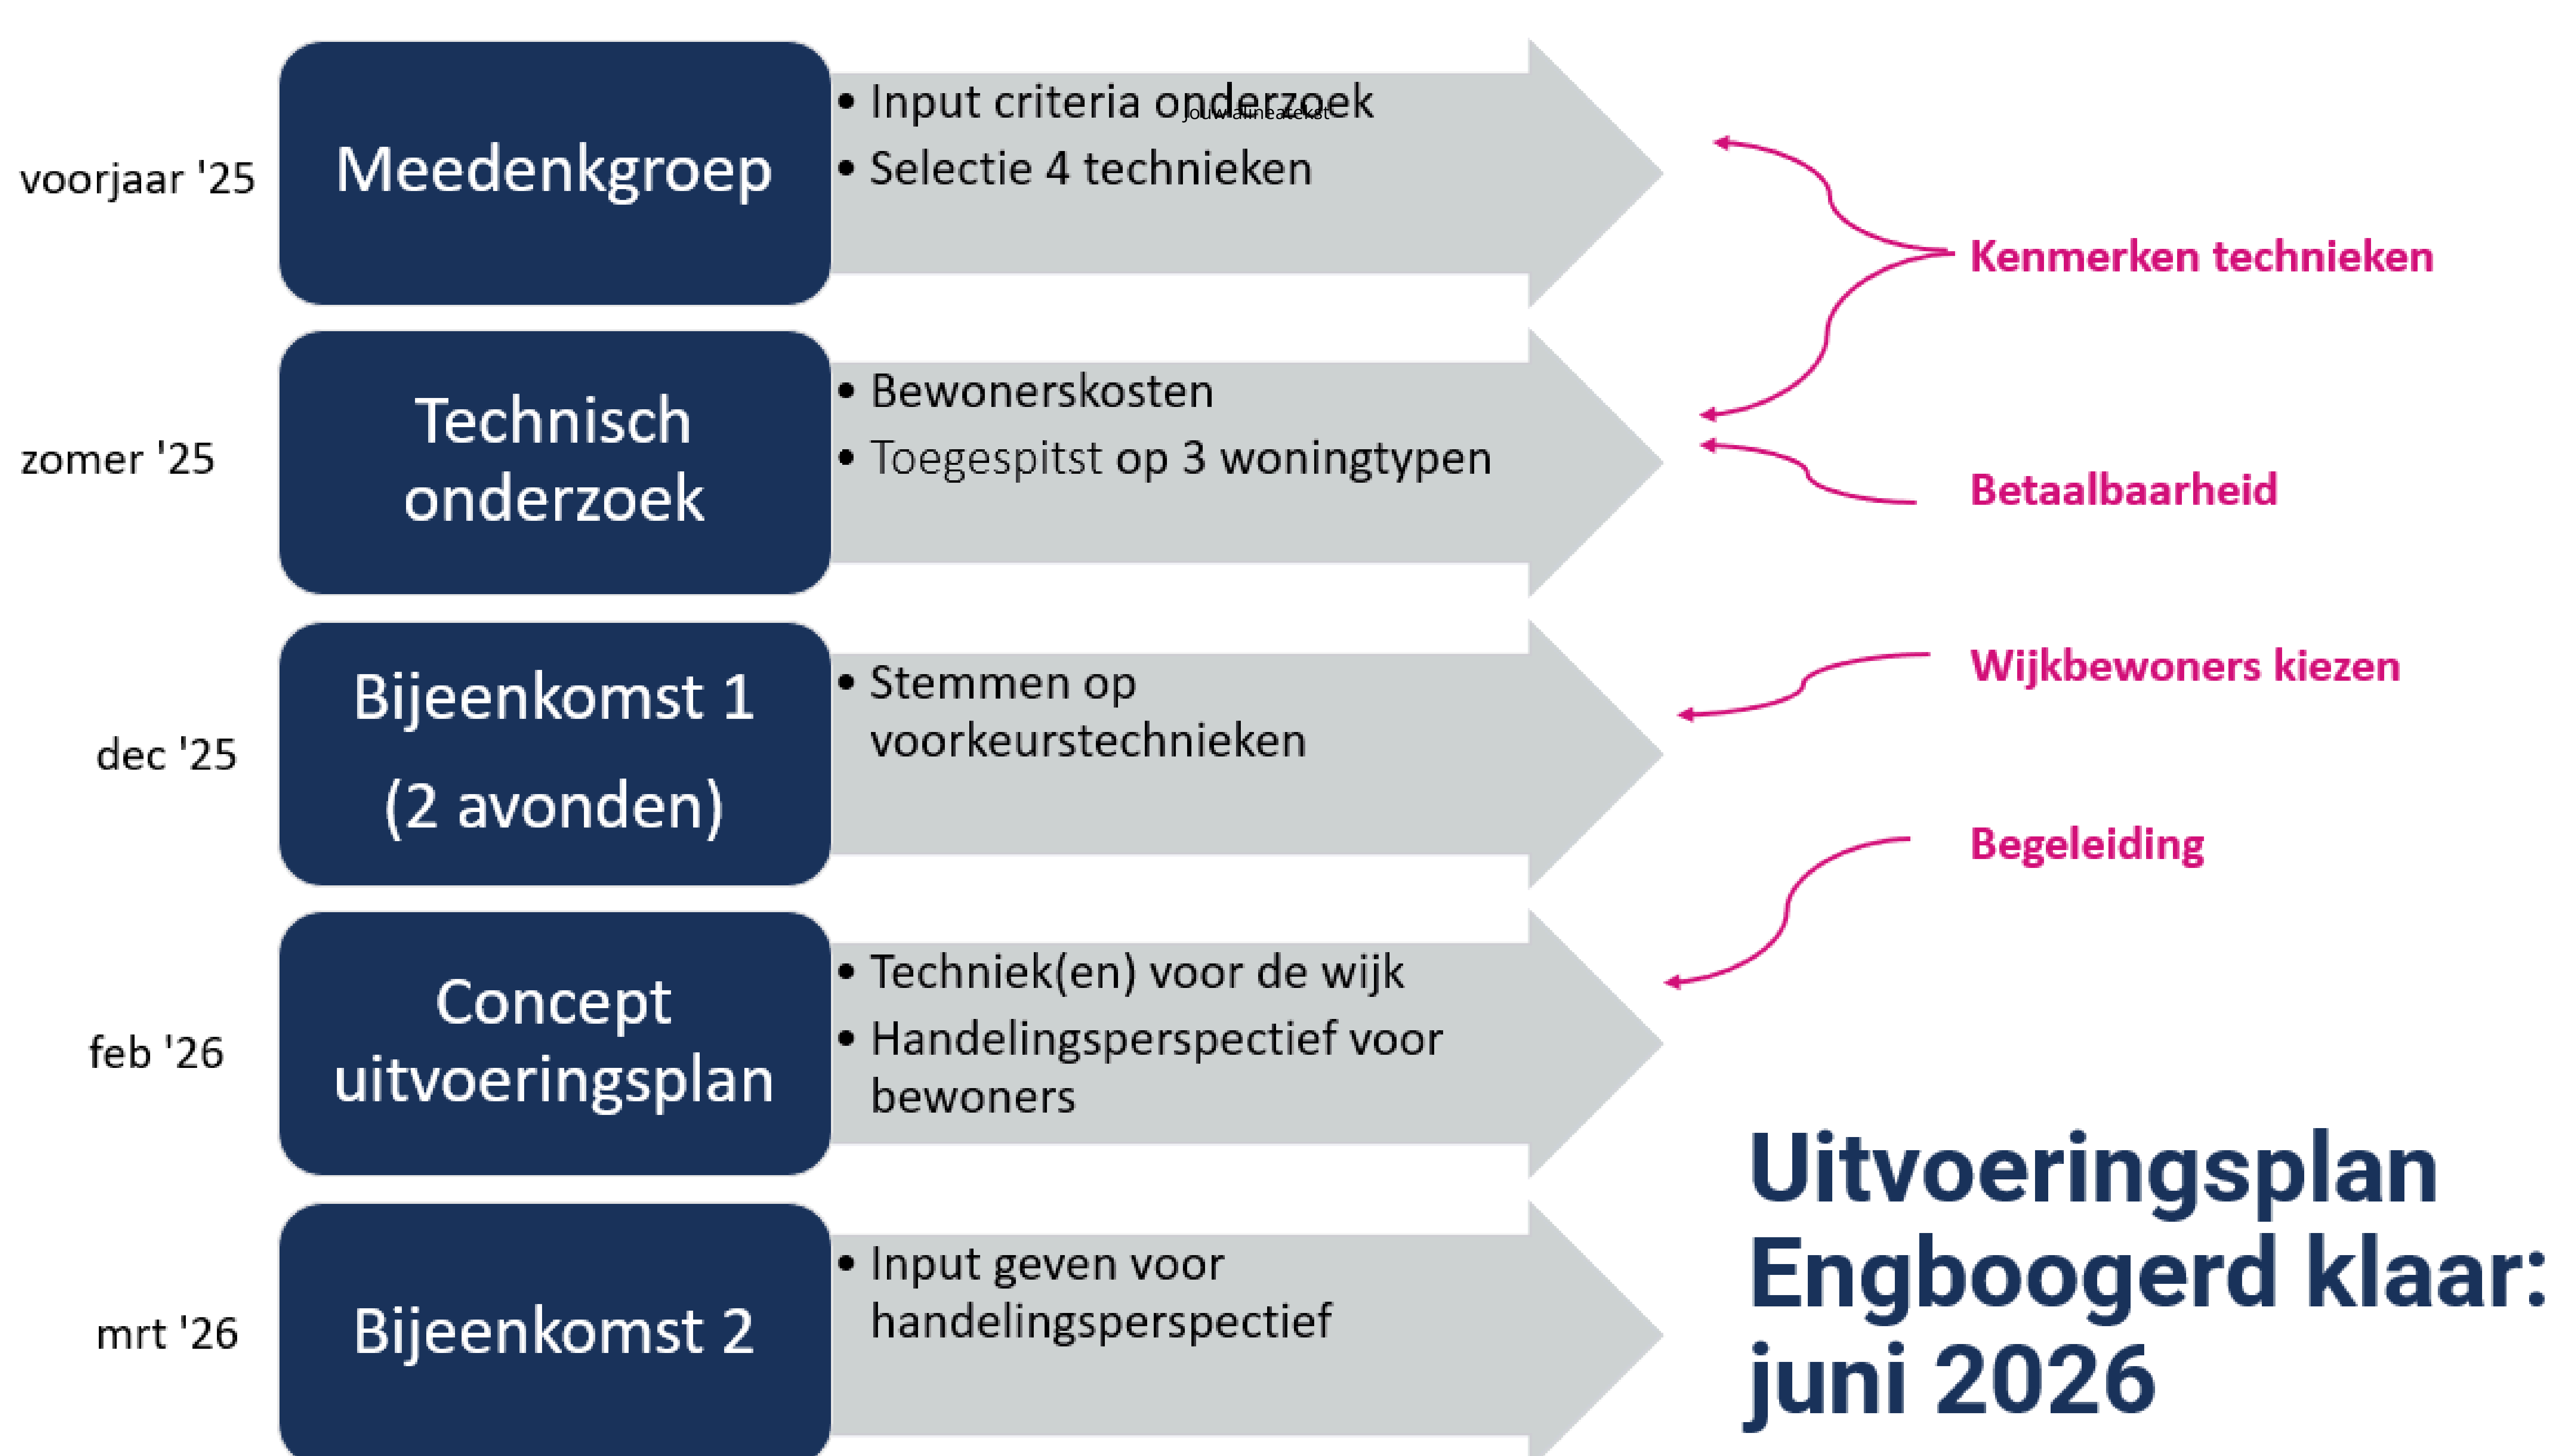 voorjaar '25
Meedenkgroep
• Input criteria onderzoek
Jouw alineatekst
• Selectie 4 technieken
Kenmerken technieken
zomer '25
Technisch
onderzoek
• Bewonerskosten
• Toegespitst op 3 woningtypen
Betaalbaarheid
dec '25
Bijeenkomst 1
(2 avonden)
• Stemmen op
voorkeurstechnieken
Wijkbewoners kiezen
Begeleiding
feb '26
Concept
uitvoeringsplan
• Techniek(en) voor de wijk
• Handelingsperspectief voor
bewoners
mrt '26
Bijeenkomst 2
• Input geven voor
handelingsperspectief
Uitvoeringsplan
Engboogerd klaar:
juni 2026